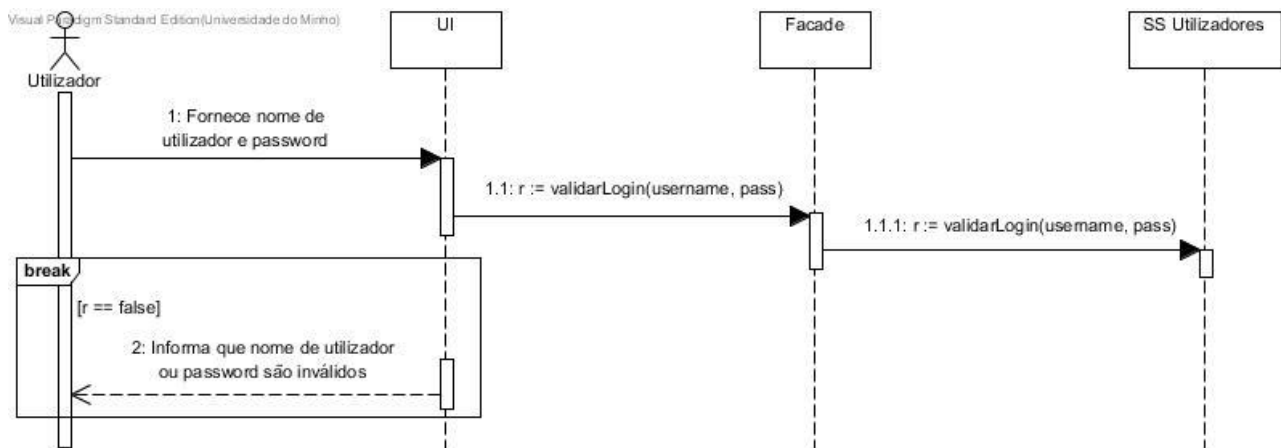 Visual Paradigm Standard Edition(Universidade do Minho)
UI
Facade
SS Utilizadores
Utilizador
1: Fornece nome de
utilizador e password
1.1: r := validarLogin(username, pass)
1.1.1: r := validarLogin(username, pass)
break
[r == false]
2: Informa que nome de utilizador
ou password são inválidos